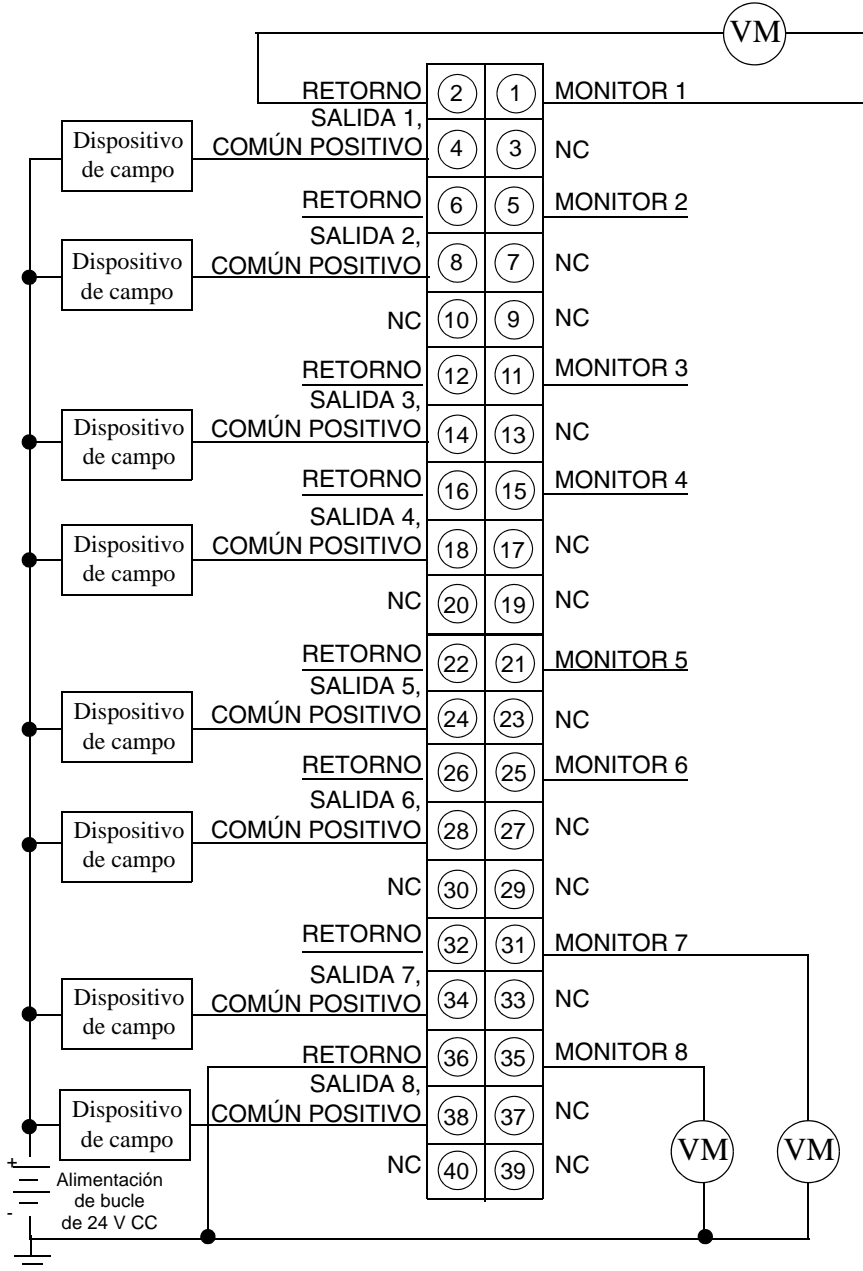 VM
RETORNO 2 1 MONITOR 1
SALIDA 1,
Dispositivo
de campo
COMÚN POSITIVO 4 3 NC
RETORNO 6 5 MONITOR 2
SALIDA 2,
Dispositivo
de campo
COMÚN POSITIVO 8 7 NC
NC 10 9 NC
RETORNO 12 11 MONITOR 3
SALIDA 3,
Dispositivo
de campo
COMÚN POSITIVO 14 13 NC
RETORNO 16 15 MONITOR 4
SALIDA 4,
Dispositivo
de campo
COMÚN POSITIVO 18 17 NC
NC 20 19 NC
RETORNO 22 21 MONITOR 5
SALIDA 5,
Dispositivo
de campo
COMÚN POSITIVO 24 23 NC
RETORNO 26 25 MONITOR 6
SALIDA 6,
Dispositivo
de campo
COMÚN POSITIVO 28 27 NC
NC 30 29 NC
RETORNO 32 31 MONITOR 7
SALIDA 7,
Dispositivo
de campo
COMÚN POSITIVO 34 33 NC
RETORNO 36 35 MONITOR 8
SALIDA 8,
Dispositivo
de campo
COMÚN POSITIVO 38 37 NC
VM VM
NC 40 39 NC
+
Alimentación
de bucle
de 24 V CC
-